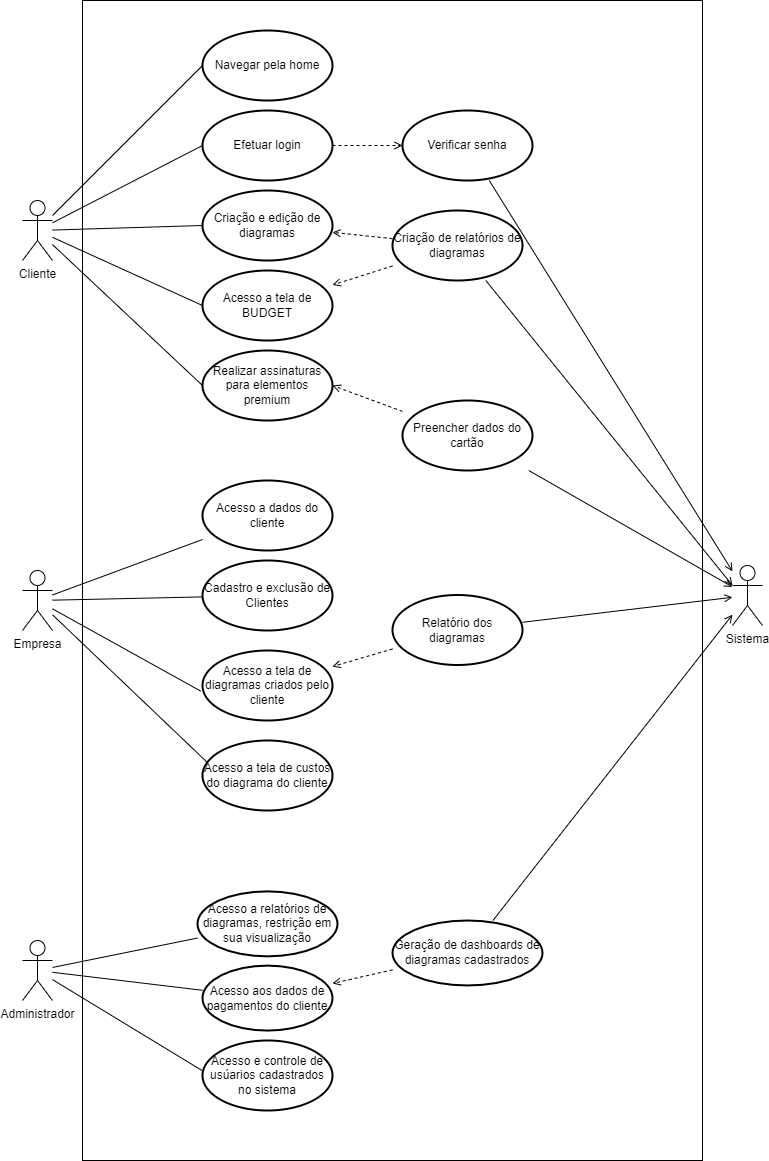 Navegar pela home
Efetuar login
Verificar senha
Criação e edição de
diagramas
Criação de relatórios de
diagramas
Cliente
Acesso a tela de
BUDGET
Realizar assinaturas
para elementos
premium
Preencher dados do
cartão
Acesso a dados do
cliente
Cadastro e exclusão de
Clientes
Empresa
Relatório dos
diagramas
Sistema
Acesso a tela de
diagramas criados pelo
cliente
Acesso a tela de custos
do diagrama do cliente
Acesso a relatórios de
diagramas, restrição em
sua visualização
Geração de dashboards de
diagramas cadastrados
Administrador
Acesso aos dados de
pagamentos do cliente
Acesso e controle de
usúarios cadastrados
no sistema